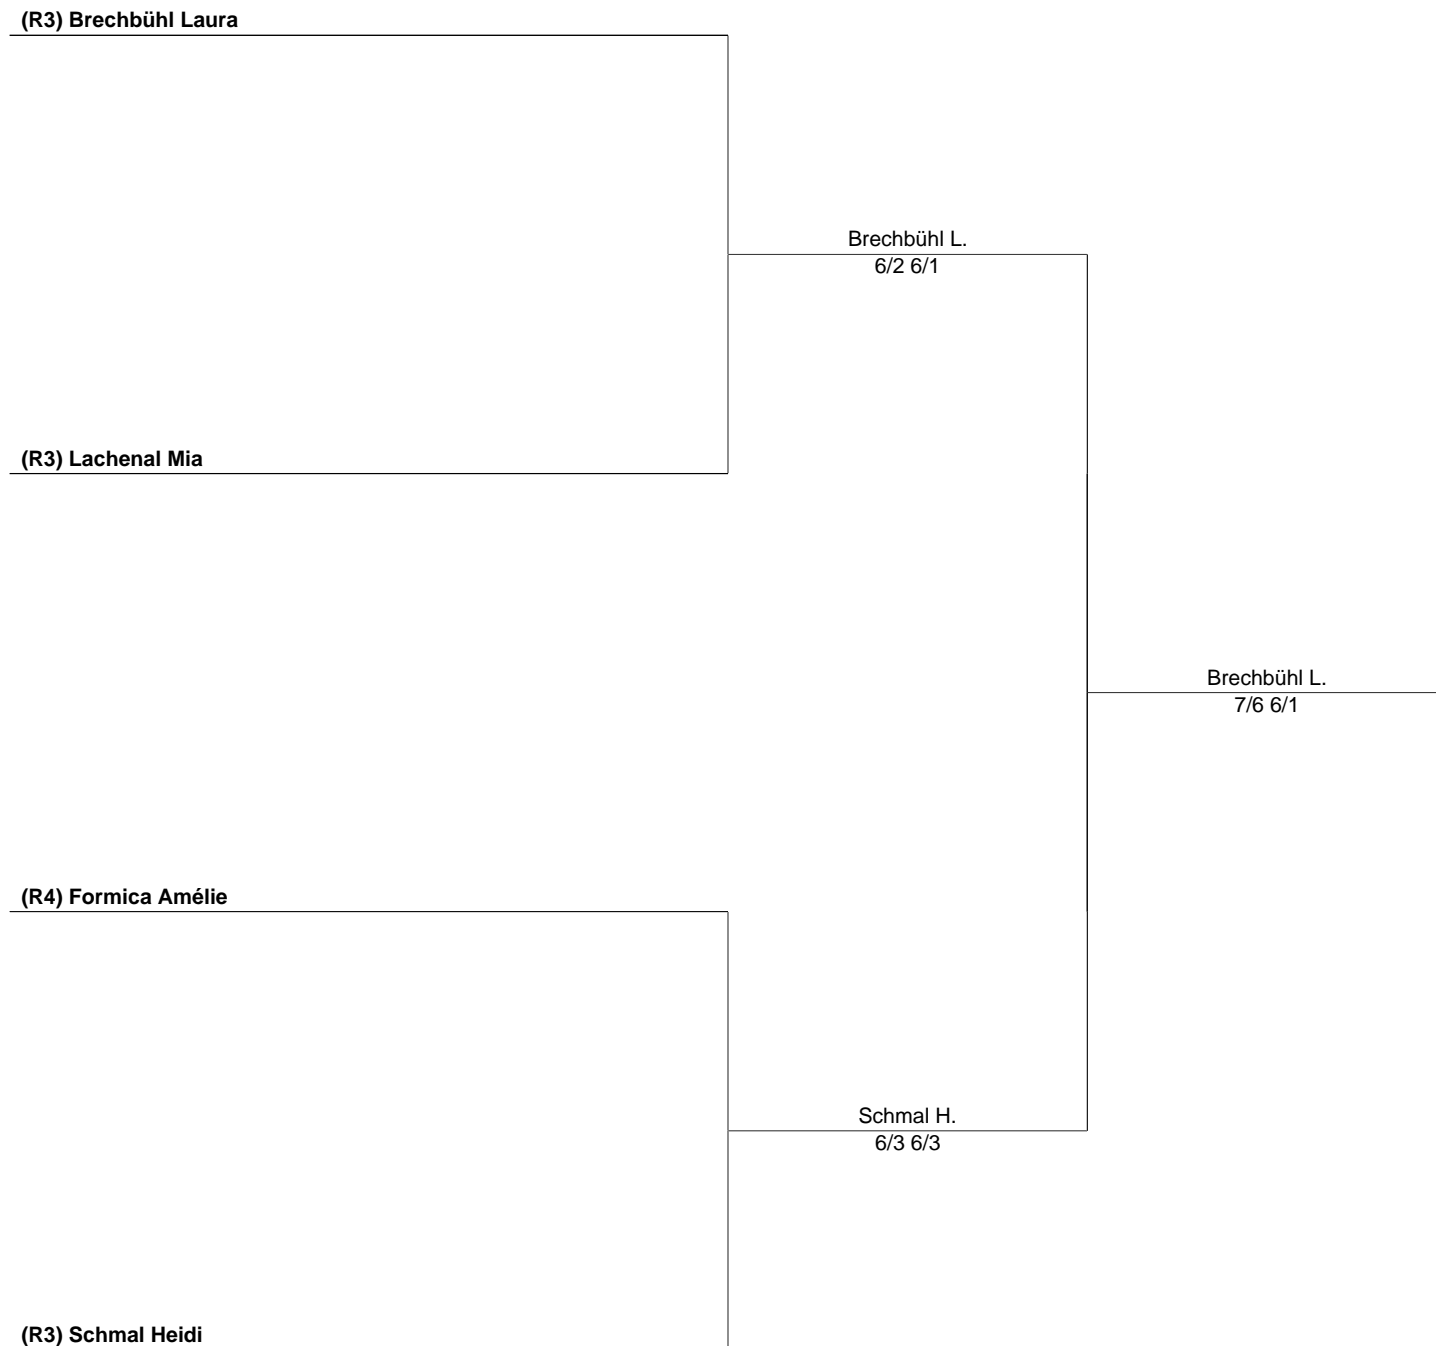 (R3) Brechbühl Laura
Brechbühl L.
6/2 6/1
(R3) Lachenal Mia
Brechbühl L.
7/6 6/1
(R4) Formica Amélie
Schmal H.
6/3 6/3
(R3) Schmal Heidi